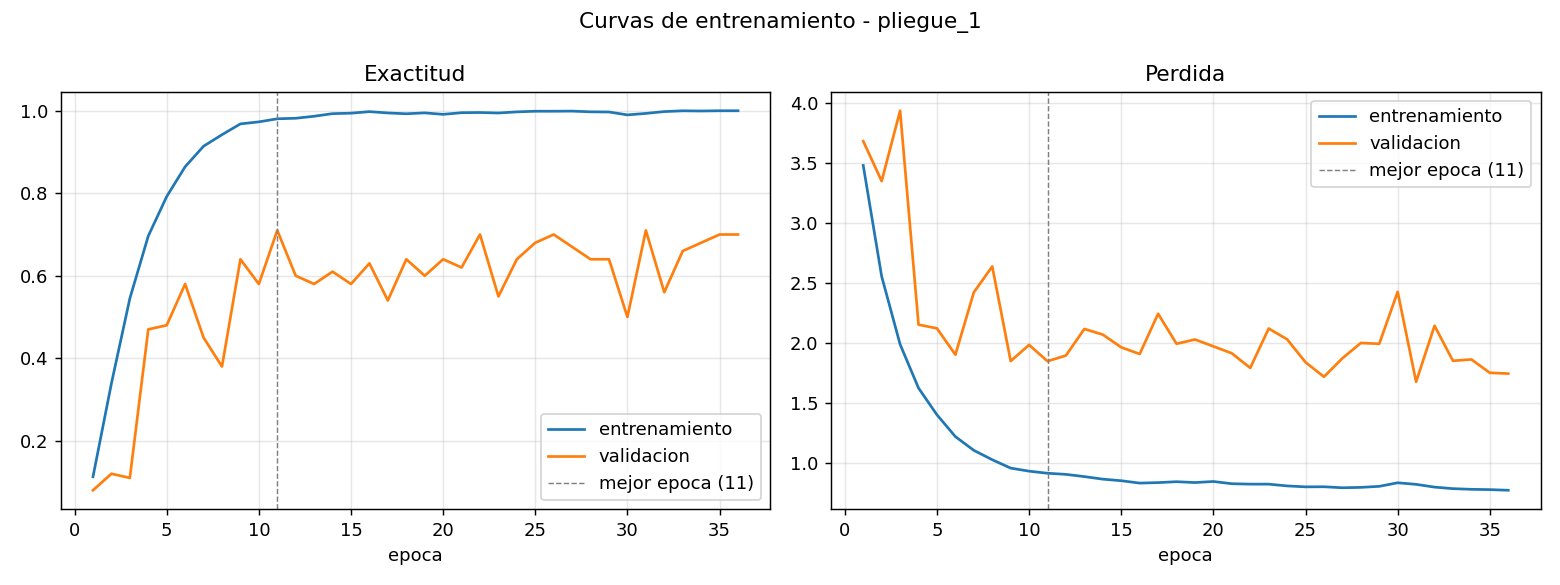 Curvas de entrenamiento - pliegue_1
Exactitud
1.0
0.8
0.6
0.4
0.2
entrenamiento
validacion
mejor epoca (11)
0 5 10 15 20 25 30 35
epoca
Perdida
4.0
3.5
3.0
2.5
2.0
1.5
1.0
entrenamiento
validacion
mejor epoca (11)
0 5 10 15 20 25 30 35
epoca